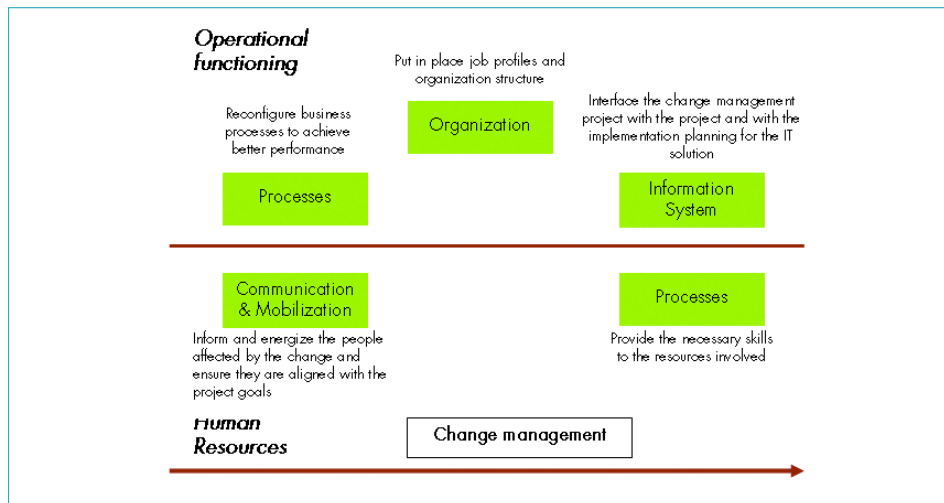 Operational
functioning
Put in place job profiles and
organization structure
Reconfigure business
processes to achieve
better performance
Organization
Interface the change management
project with the project and with the
implementation planning for the IT
solution
Processes
Information
System
Communication
& Mobilization
Processes
Inform and energize the people
affected by the change and
ensure they are aligned with the
project goals
Provide the necessary skills
to the resources involved
Human
Resources
Change management